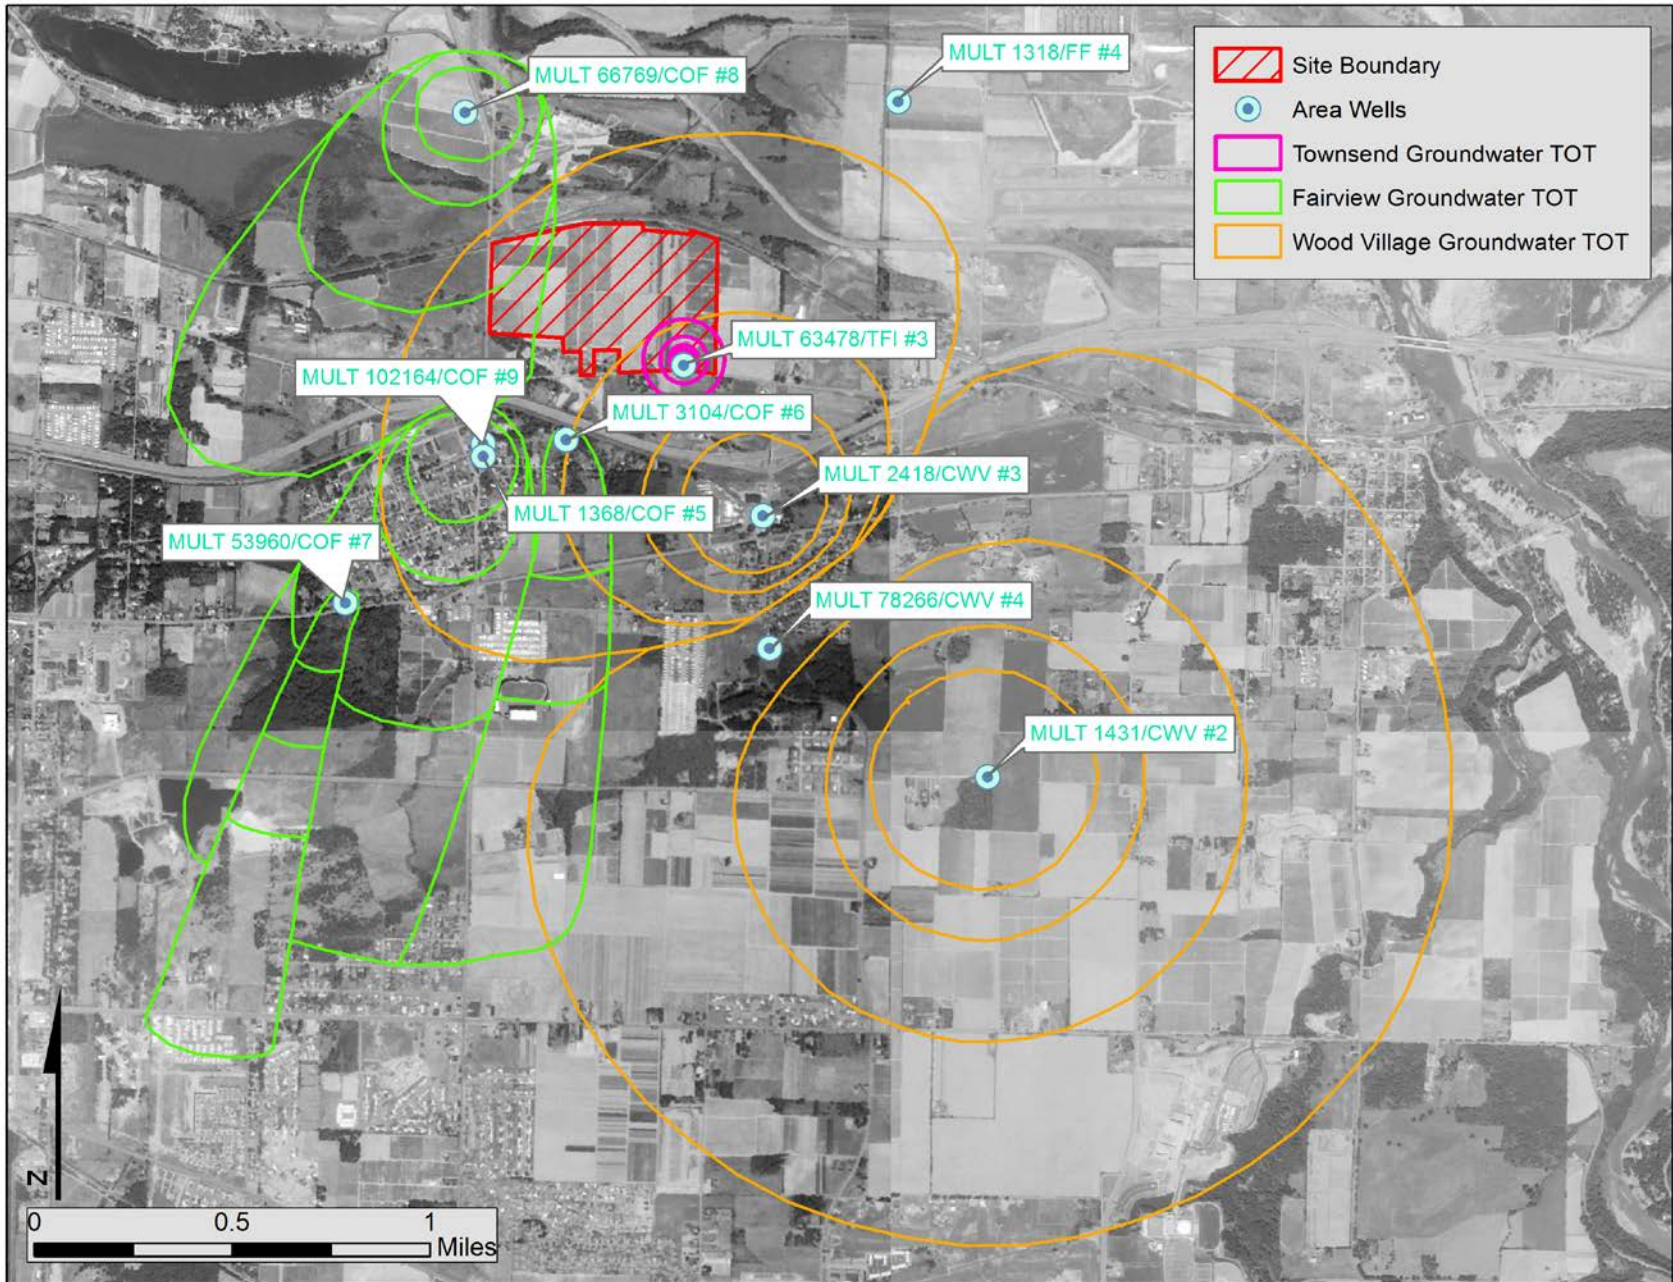 MULT 1318/FF #4
MULT 66769/COF #8
Site Boundary
Area Wells
Townsend Groundwater TOT
Fairview Groundwater TOT
Wood Village Groundwater TOT
MULT 63478/TFI #3
MULT 102164/COF #9
MULT 3104/COF #6
MULT 2418/CWV #3
MULT 1368/COF #5
MULT 53960/COF #7
MULT 78266/CWV #4
MULT 1431/CWV #2
N
0 0.5 1
Miles